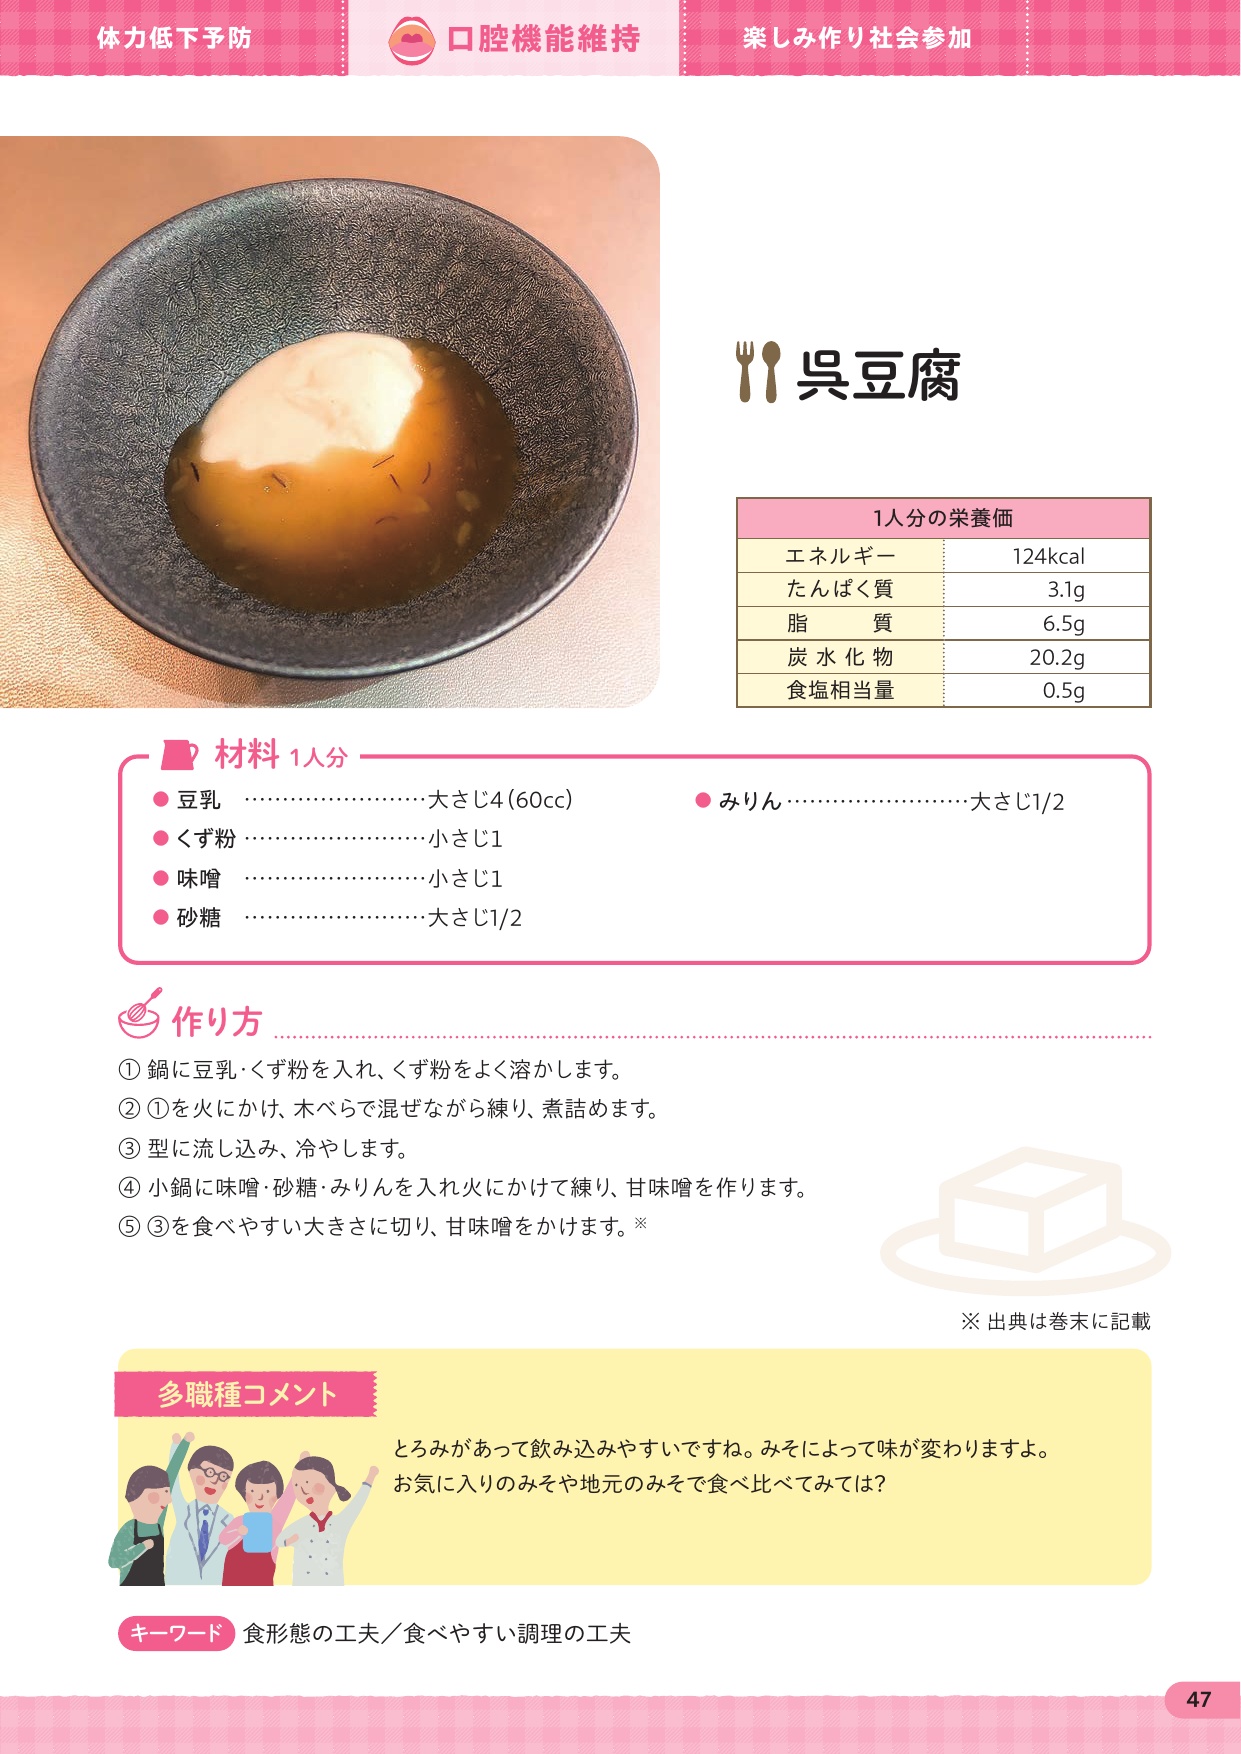 体力低下予防
口腔機能維持
楽しみ作り社会参加
呉豆腐
1人分の栄養価
エネルギー 124kcal
たんぱく質 3.1g
脂質 6.5g
炭水化物 20.2g
食塩相当量 0.5g
材料 1人分
● 豆乳 ……………………大さじ4(60cc)
● くず粉 ……………………小さじ1
● 味噌 ……………………小さじ1
● 砂糖 ……………………大さじ1/2
● みりん ……………………大さじ1/2
作り方
① 鍋に豆乳・くず粉を入れ、くず粉をよく溶かします。
② ①を火にかけ、木べらで混ぜながら練り、煮詰めます。
③ 型に流し込み、冷やします。
④ 小鍋に味噌・砂糖・みりんを入れ火にかけて練り、甘味噌を作ります。
⑤ ③を食べやすい大きさに切り、甘味噌をかけます。※
※ 出典は巻末に記載
多職種コメント
とろみがあって飲み込みやすいですね。みそによって味が変わりますよ。
お気に入りのみそや地元のみそで食べ比べてみては?
キーワード 食形態の工夫／食べやすい調理の工夫
47